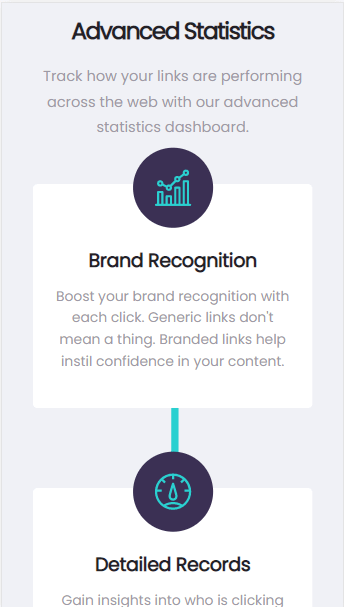 Advanced Statistics
Track how your links are performing
across the web with our advanced
statistics dashboard.
Brand Recognition
Boost your brand recognition with
each click. Generic links don't
mean a thing. Branded links help
instil confidence in your content.
Detailed Records
Gain insights into who is clicking